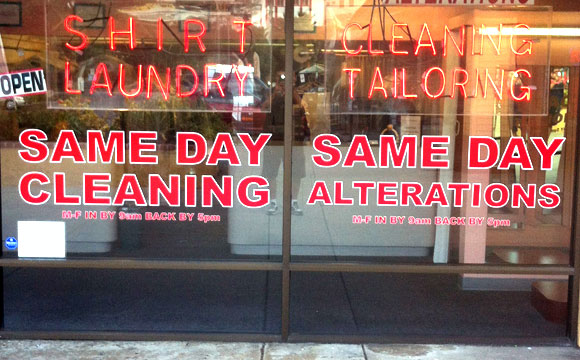 ALTERATIONS
SHIRT
LAUNDRY
CLEANING
TAILORING
OPEN
SAME DAY
CLEANING
M-F IN BY 9am BACK BY 5pm
SAME DAY
ALTERATIONS
M-F IN BY 9am BACK BY 5pm